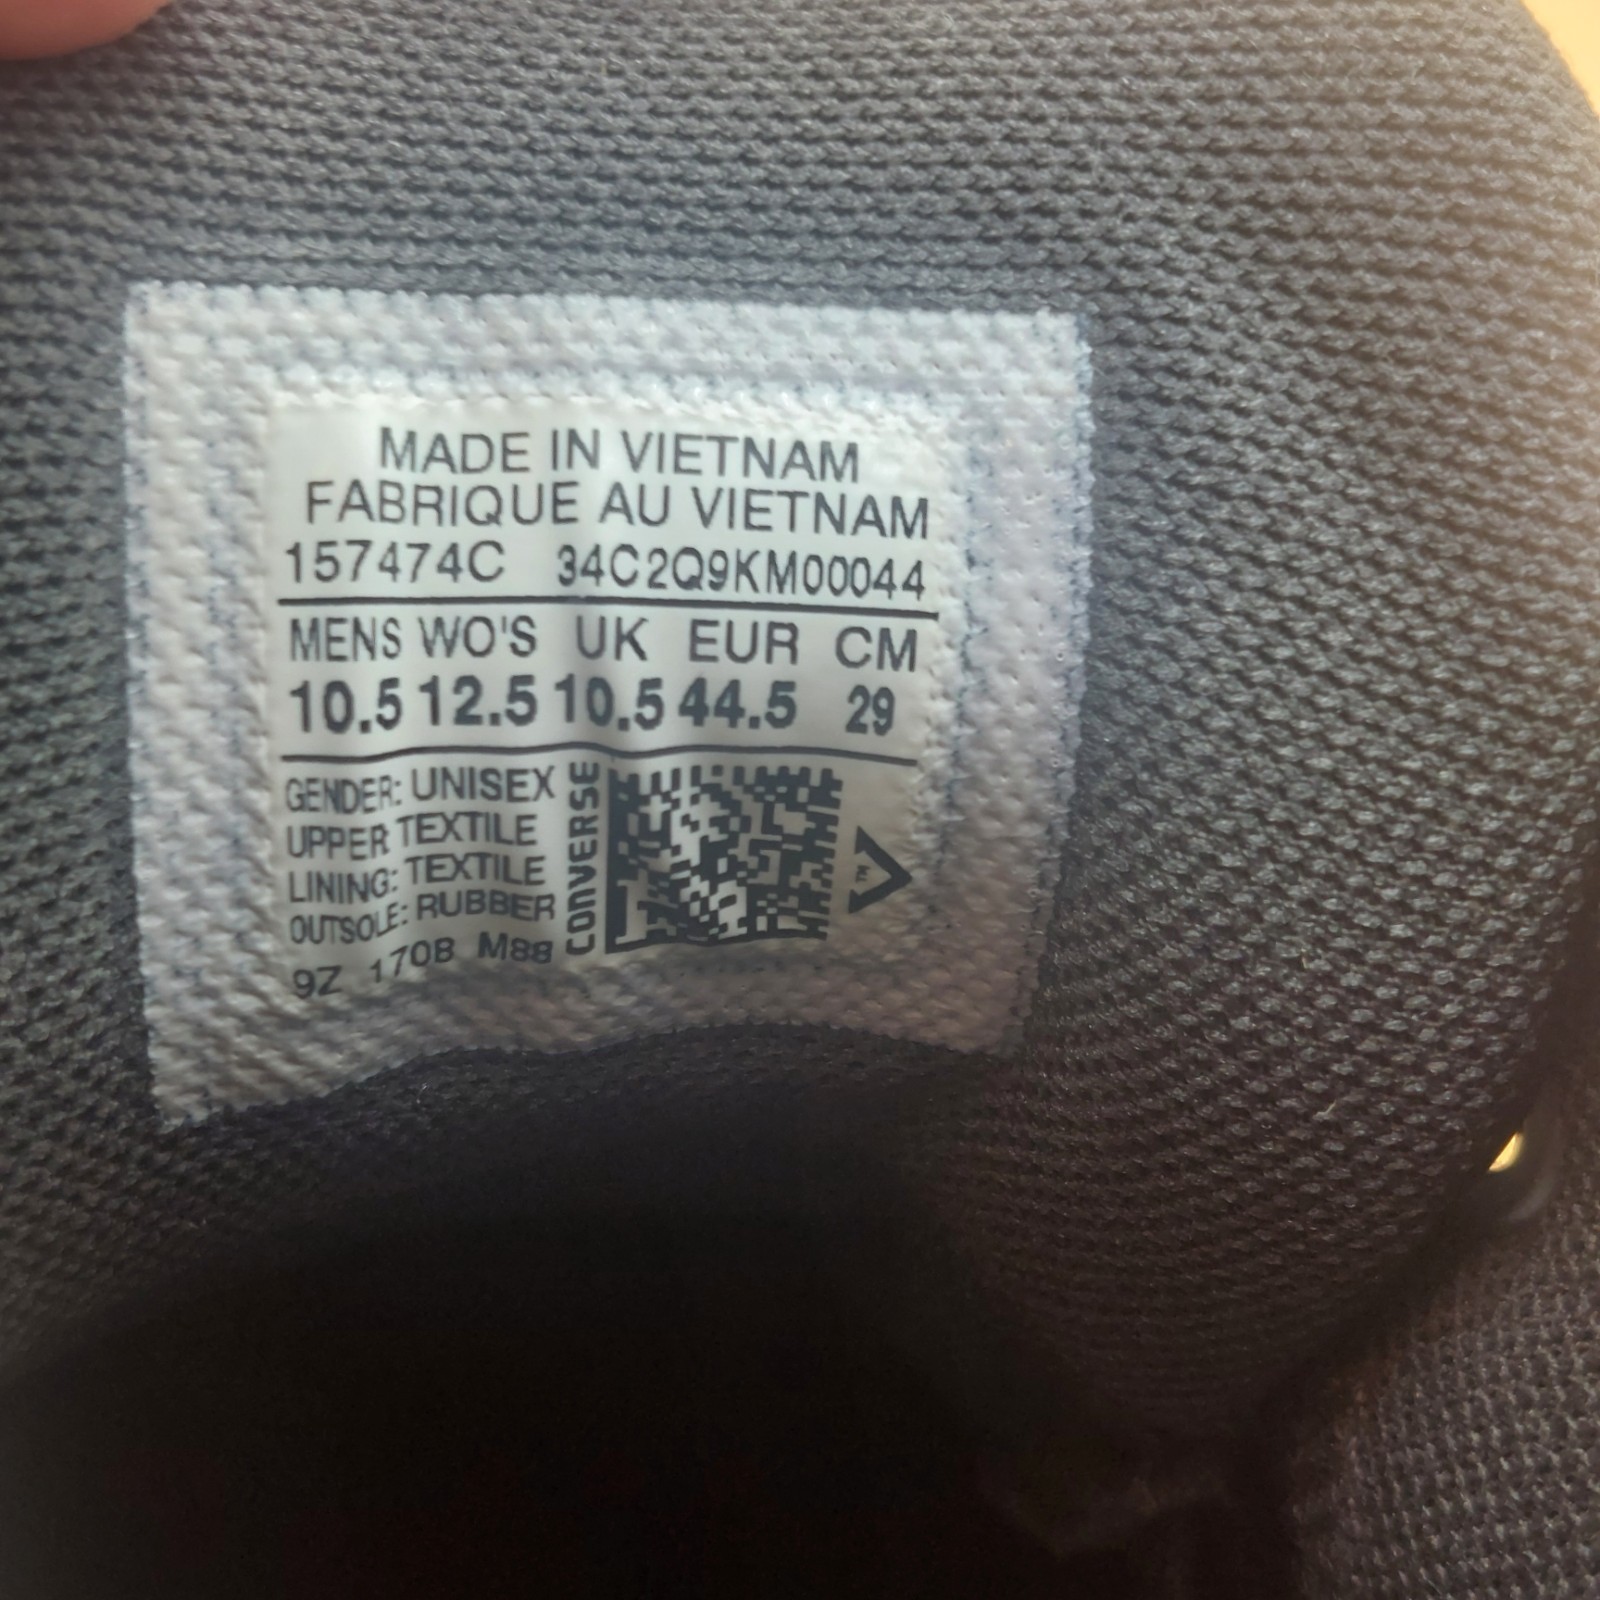 MADE IN VIETNAM
FABRIQUE AU VIETNAM
157474C 34C2Q9KM00044
MENS WO'S UK EUR CM
10.5 12.5 10.5 44.5 29
GENDER: UNISEX
UPPER TEXTILE
LINING: TEXTILE
OUTSOLE: RUBBER
9Z 170B M88
CONVERSE
F